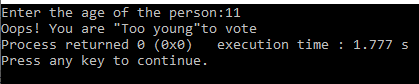 Enter the age of the person:11
Oops! You are "Too young"to vote
Process returned 0 (0x0)   execution time : 1.777 s
Press any key to continue.